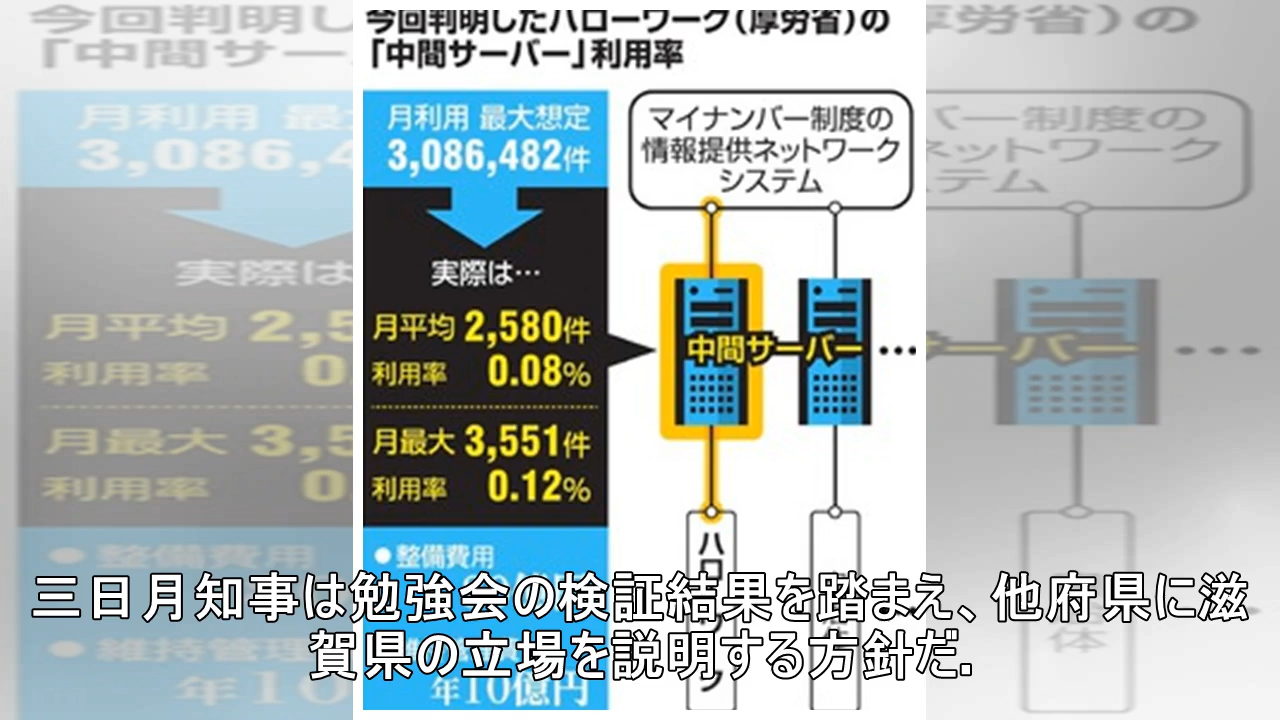 今回判明したハローワーク（厚労省）の
「中間サーバー」利用率
月利用 最大想定
3,086,482件
実際は…
月平均 2,580件
利用率 0.08%
月最大 3,551件
利用率 0.12%
●整備費用
年10億円
マイナンバー制度の
情報提供ネットワーク
システム
中間サーバー …
三日月知事は勉強会の検証結果を踏まえ、他府県に滋
賀県の立場を説明する方針だ.